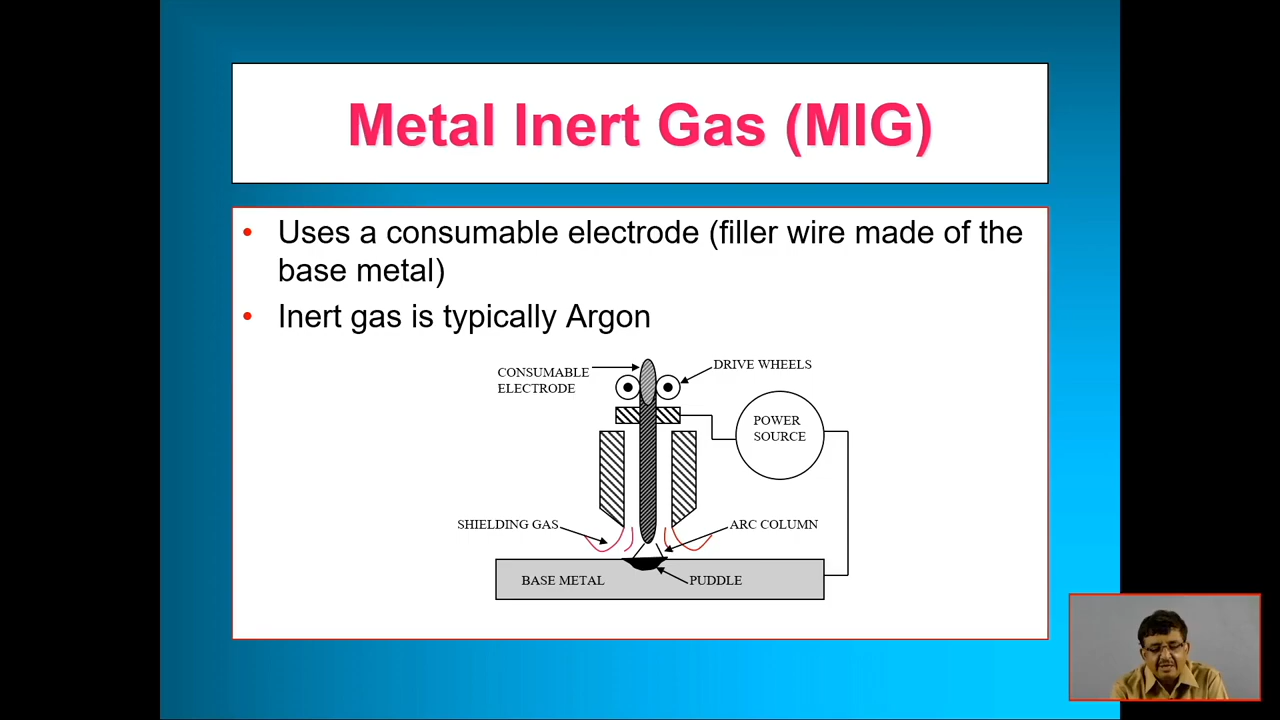 Metal Inert Gas (MIG)
• Uses a consumable electrode (filler wire made of the
base metal)
• Inert gas is typically Argon
CONSUMABLE
ELECTRODE
DRIVE WHEELS
POWER
SOURCE
SHIELDING GAS
ARC COLUMN
BASE METAL
PUDDLE